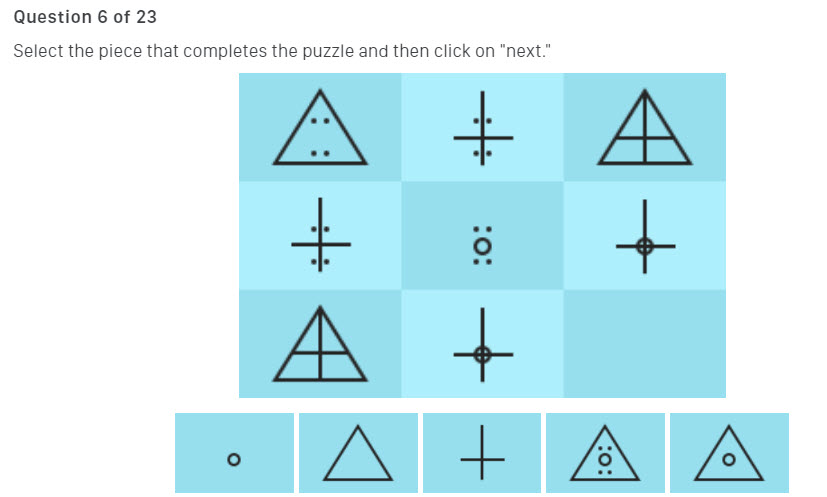 Question 6 of 23
Select the piece that completes the puzzle and then click on "next."